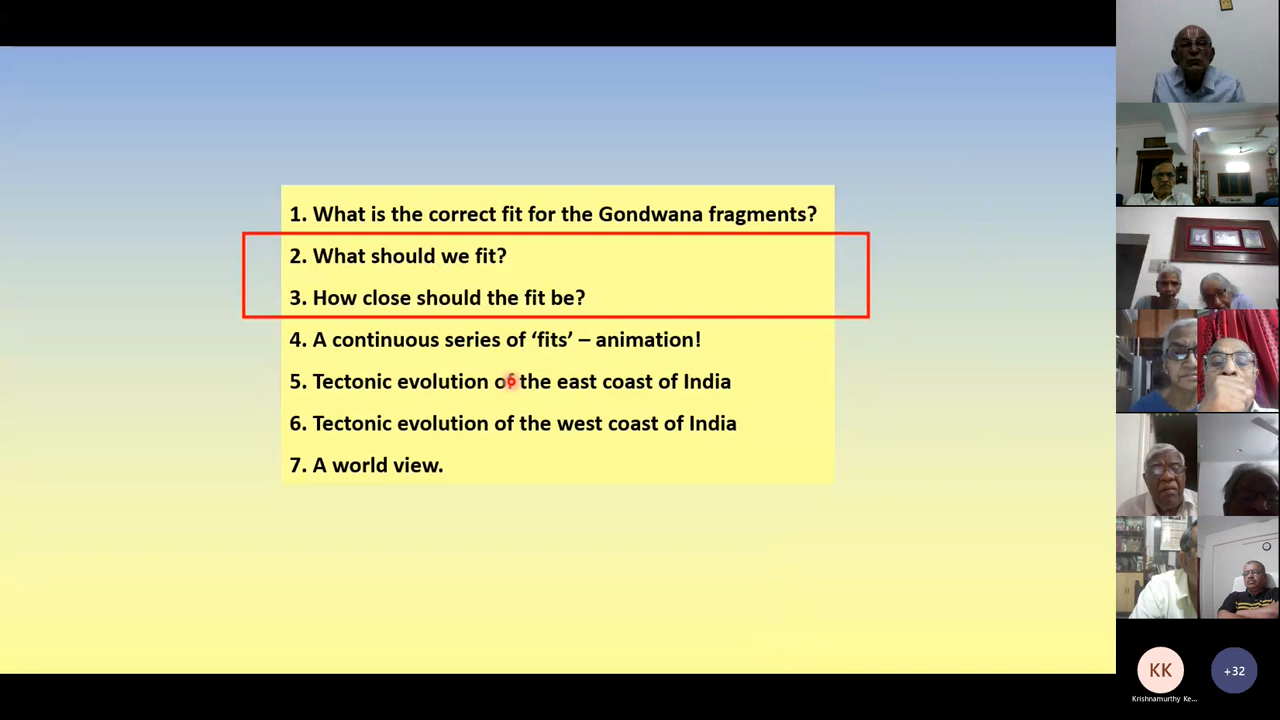 1. What is the correct fit for the Gondwana fragments?
2. What should we fit?
3. How close should the fit be?
4. A continuous series of ‘fits’ – animation!
5. Tectonic evolution of the east coast of India
6. Tectonic evolution of the west coast of India
7. A world view.
KK
+32
Krishnamurthy Ke...